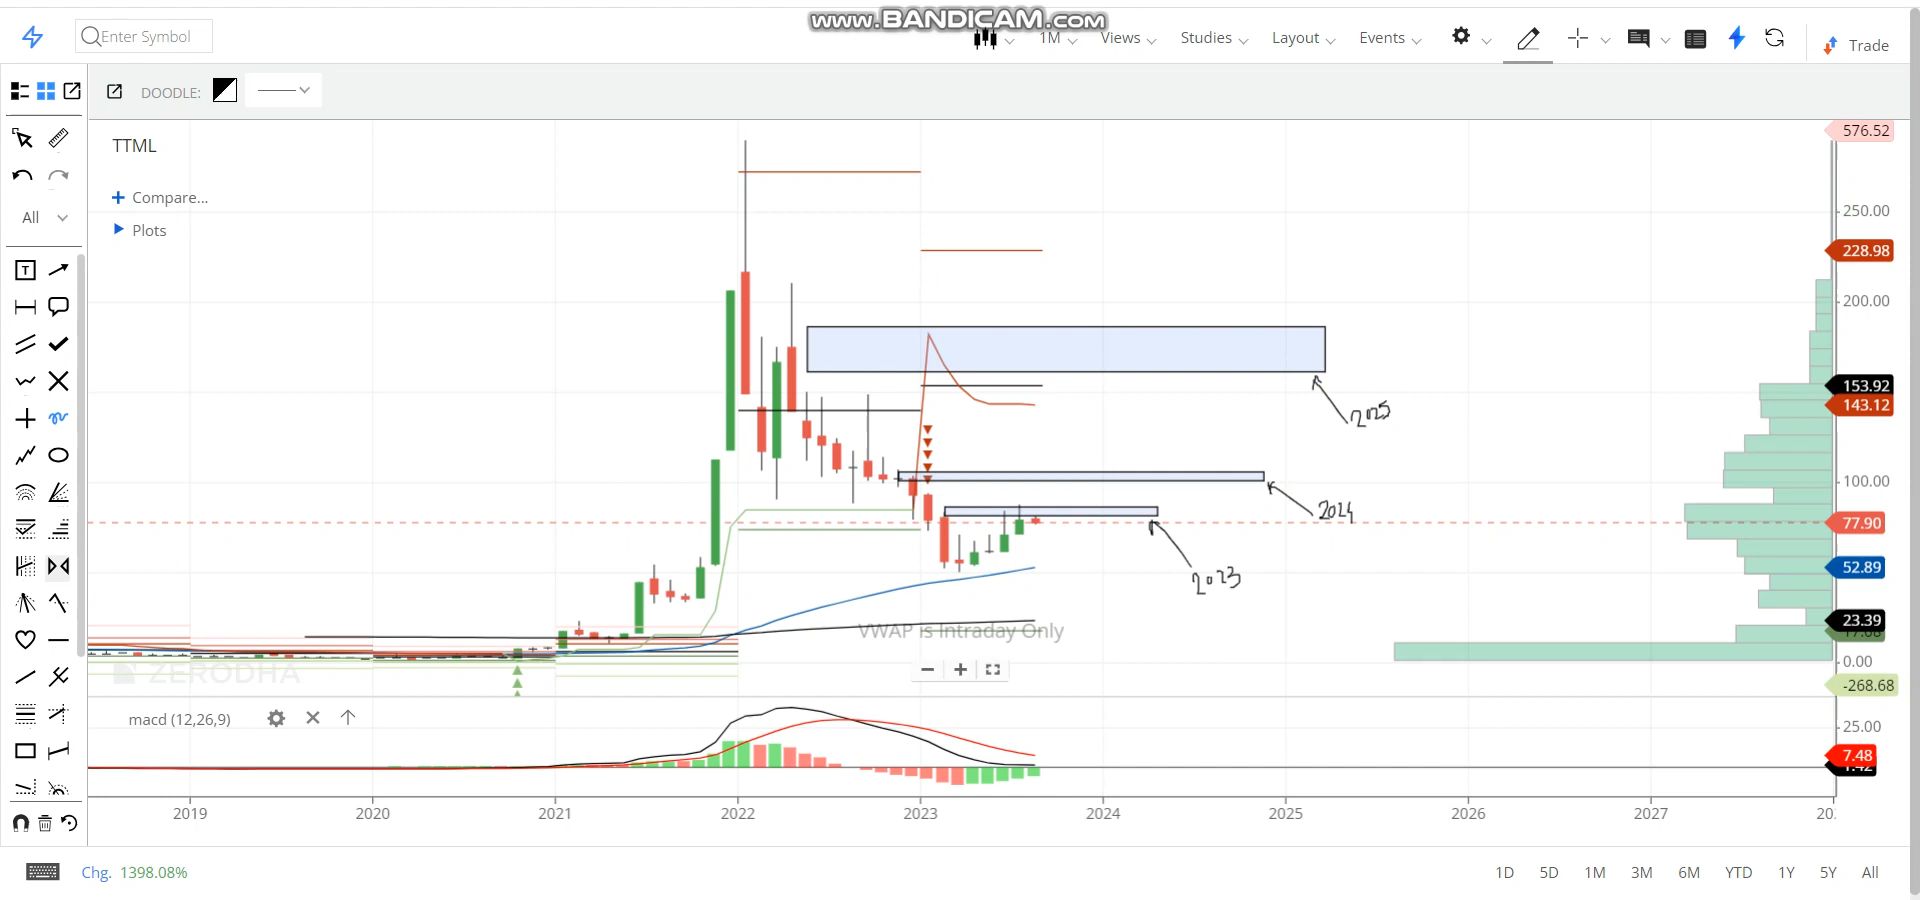 www.BANDICAM.com
Enter Symbol
1M
Views
Studies
Layout
Events
Trade
DOODLE:
TTML
Compare...
Plots
All
576.52
250.00
228.98
200.00
153.92
143.12
100.00
77.90
52.89
23.39
0.00
-268.68
2025
2024
2023
VWAP is Intraday Only
ZERODHA
macd (12,26,9)
25.00
7.48
2019 2020 2021 2022 2023 2024 2025 2026 2027 20
Chg. 1398.08%
1D 5D 1M 3M 6M YTD 1Y 5Y All